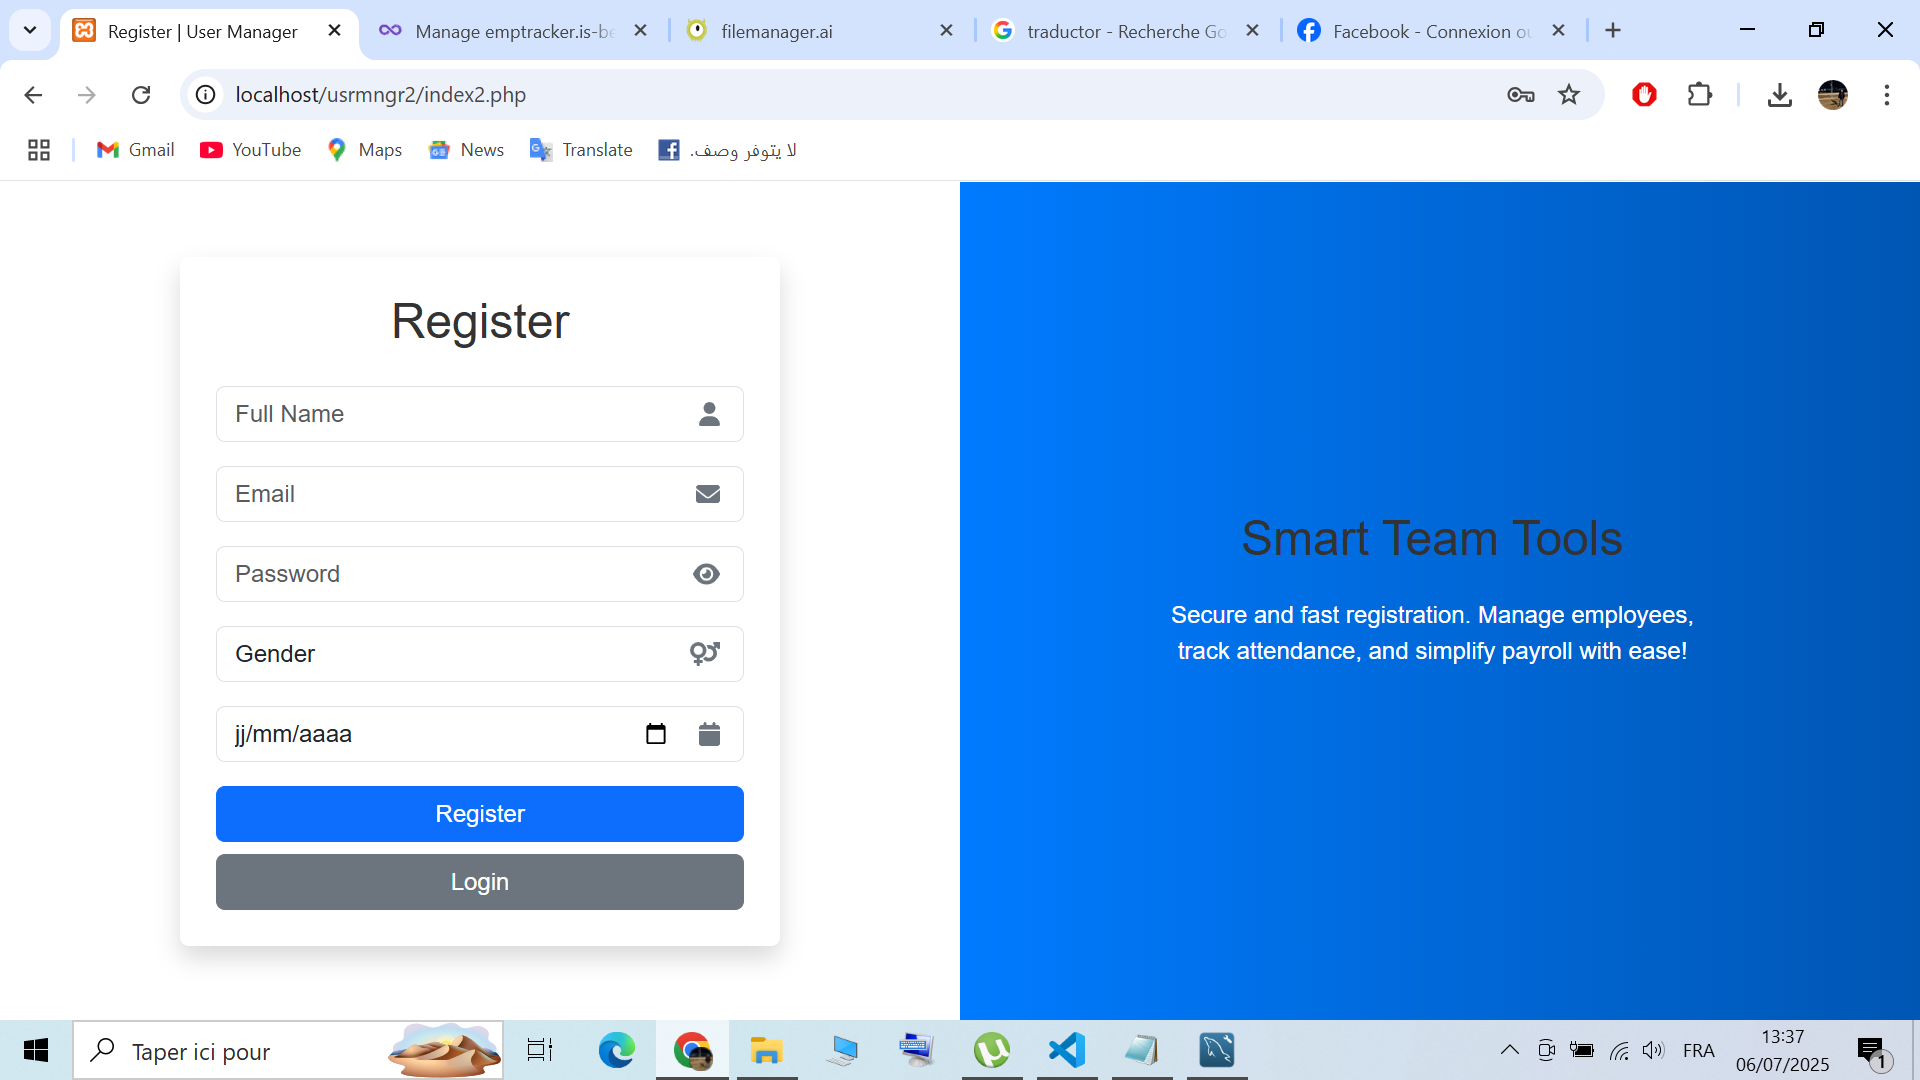 Register | User Manager
Manage emptracker.is-be
filemanager.ai
traductor - Recherche Go
Facebook - Connexion ou
localhost/usrmngr2/index2.php
Gmail
YouTube
Maps
News
Translate
لا يتوفر وصف.
Register
Full Name
Email
Password
Gender
jj/mm/aaaa
Register
Login
Smart Team Tools
Secure and fast registration. Manage employees,
track attendance, and simplify payroll with ease!
Taper ici pour
FRA
13:37
06/07/2025
1